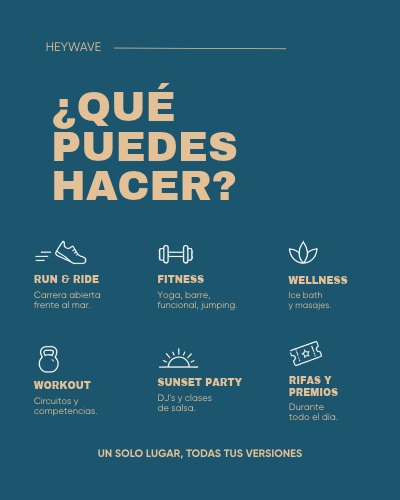 HEYWAVE
¿QUÉ
PUEDES
HACER?
RUN & RIDE
Carrera abierta
frente al mar.
FITNESS
Yoga, barre,
funcional, jumping.
WELLNESS
Ice bath
y masajes.
WORKOUT
Circuitos y
competencias.
SUNSET PARTY
DJ's y clases
de salsa.
RIFAS Y
PREMIOS
Durante
todo el día.
UN SOLO LUGAR, TODAS TUS VERSIONES